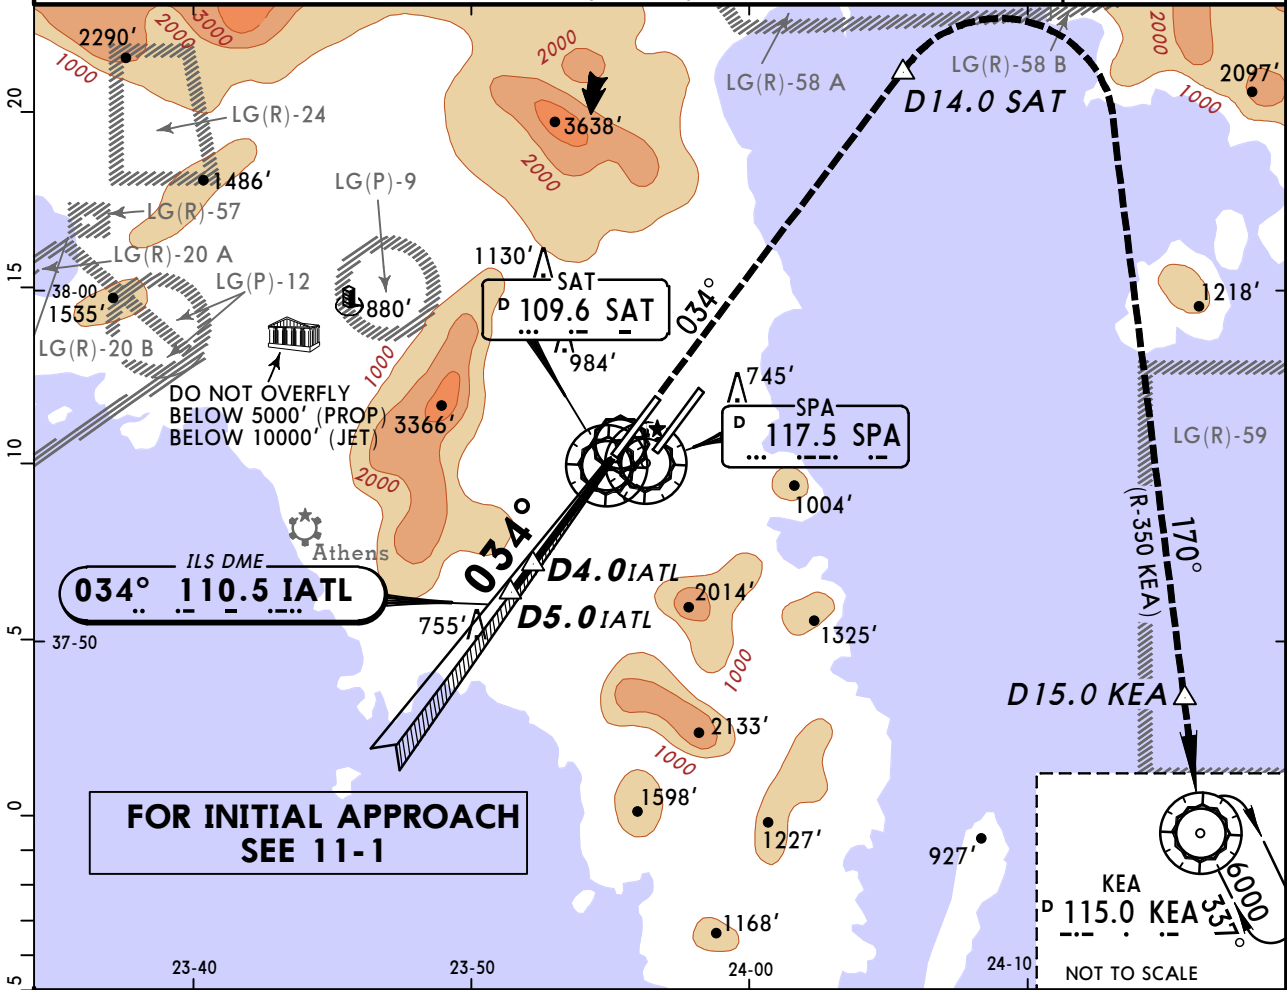 2290'
1000
2000
3000
2000
3638'
2000
LG(R)-58 A
LG(R)-58 B
2000
2097'
1000
D14.0 SAT
20
LG(R)-24
1486'
LG(R)-57
LG(P)-9
LG(R)-20 A
LG(P)-12
15
38-00
1535'
LG(R)-20 B
880'
1130'
SAT
D 109.6 SAT
984'
034°
1218'
1000
DO NOT OVERFLY
BELOW 5000' (PROP)
BELOW 10000' (JET)
3366'
2000
745'
SPA
D 117.5 SPA
10
LG(R)-59
1004'
(R-350 KEA)
170°
Athens
034°
ILS DME
034° 110.5 IATL
D4.0 IATL
D5.0 IATL
755'
2014'
1325'
1000
5
37-50
D15.0 KEA
2133'
1000
FOR INITIAL APPROACH
SEE 11-1
0
1598'
1227'
927'
1168'
KEA
D 115.0 KEA
6000
337°
NOT TO SCALE
5
23-40
23-50
24-00
24-10